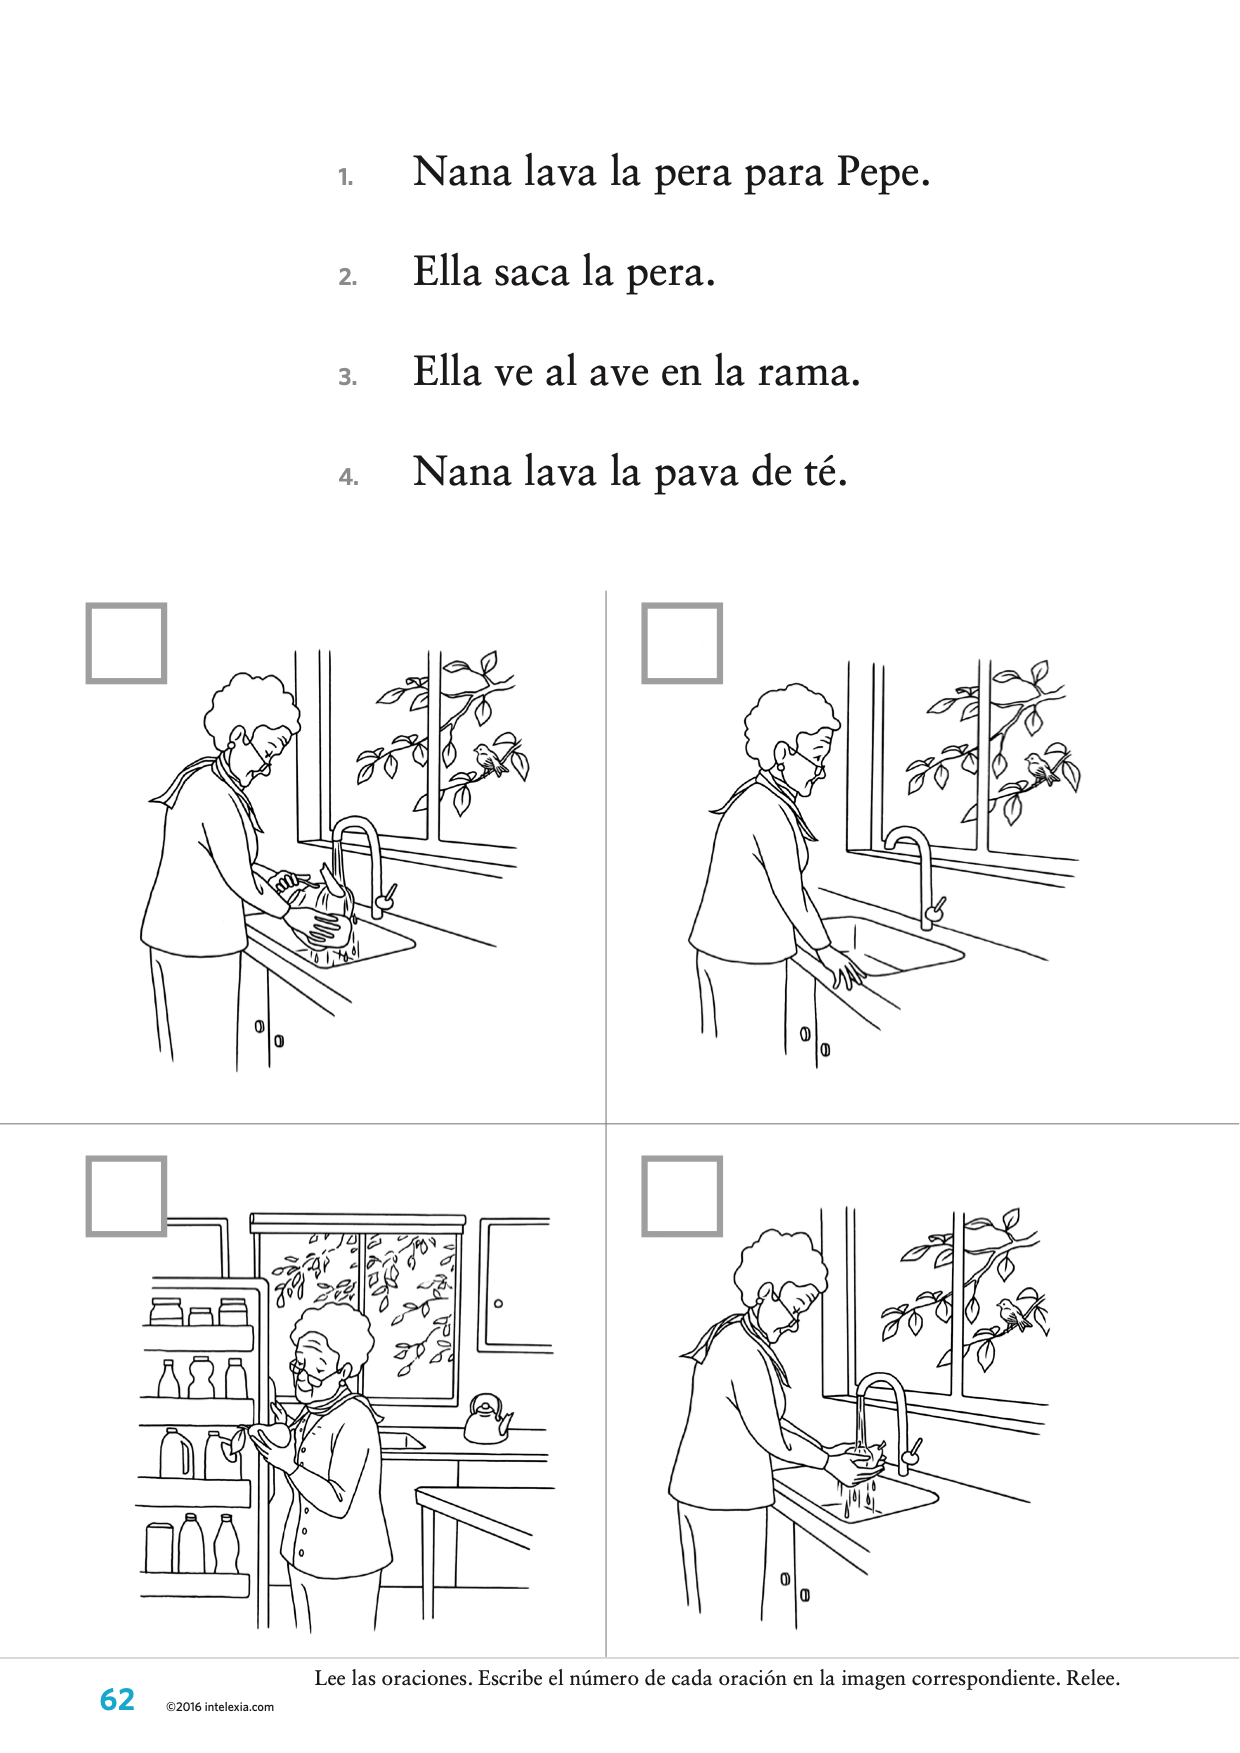 1. Nana lava la pera para Pepe.
2. Ella saca la pera.
3. Ella ve al ave en la rama.
4. Nana lava la pava de té.
Lee las oraciones. Escribe el número de cada oración en la imagen correspondiente. Relee.
62 ©2016 intelexia.com